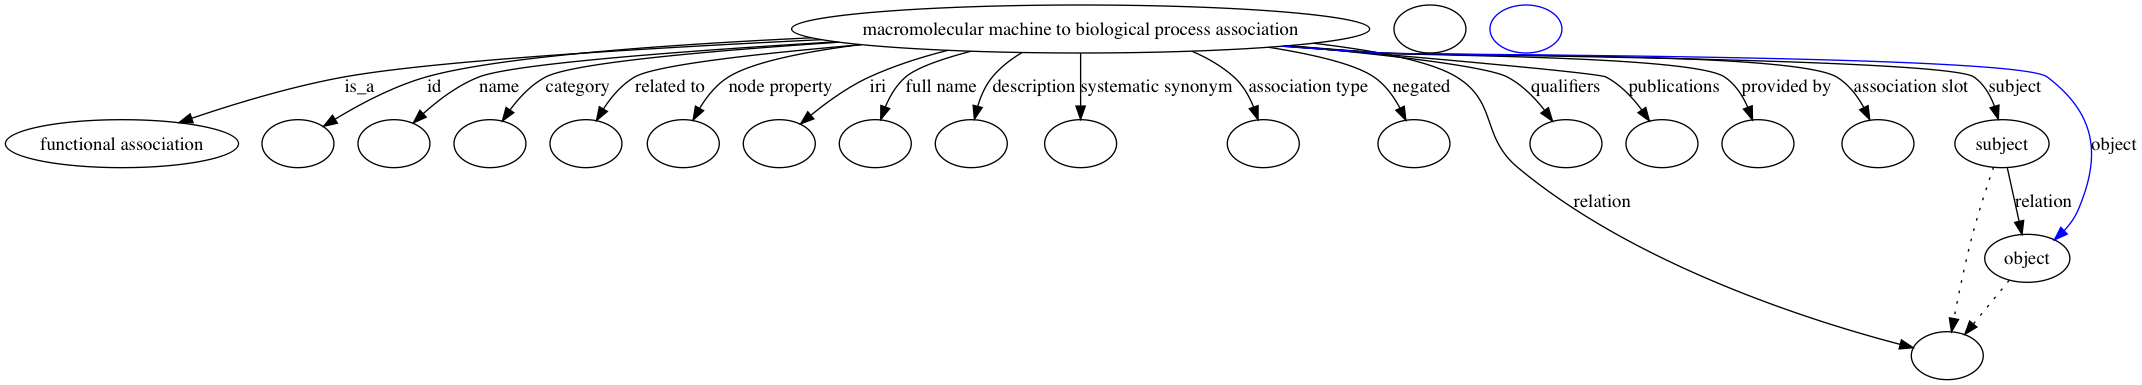 macromolecular machine to biological process association
is_a
id
name
category
related to
node property
iri
full name
description
systematic synonym
association type
negated
qualifiers
publications
provided by
association slot
subject
functional association
subject
object
relation
relation
object